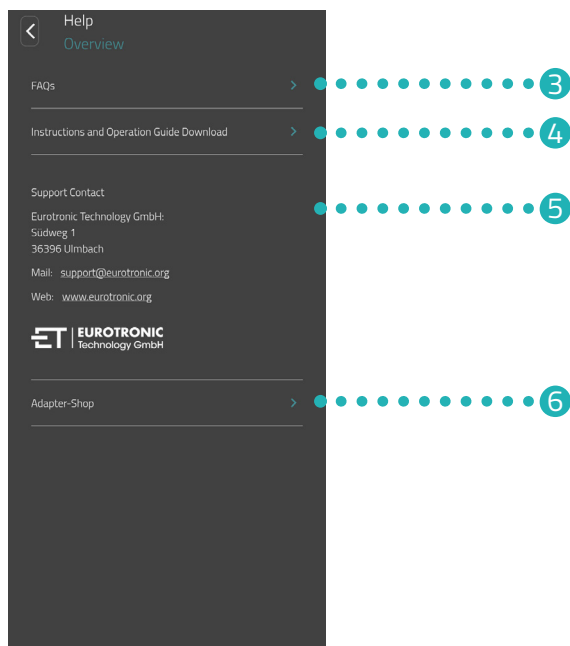 Help
Overview
FAQs
3
Instructions and Operation Guide Download
4
Support Contact
5
Eurotronic Technology GmbH:
Südweg 1
36396 Ulmbach
Mail: support@eurotronic.org
Web: www.eurotronic.org
ET EUROTRONIC
Technology GmbH
Adapter-Shop
6